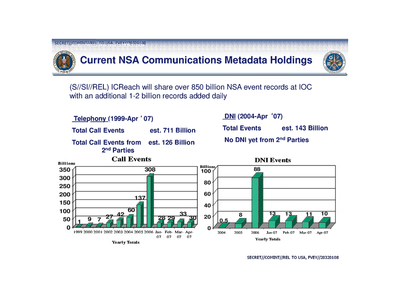 SECRET//COMINT//REL TO USA, FVEY//20320108
Current NSA Communications Metadata Holdings
(S//SI//REL) ICReach will share over 850 billion NSA event records at IOC
with an additional 1-2 billion records added daily
Telephony (1999-Apr ’07)
Total Call Events est. 711 Billion
Total Call Events from est. 126 Billion
2nd Parties
DNI (2004-Apr ’07)
Total Events est. 143 Billion
No DNI yet from 2nd Parties
Call Events
Billions
350
300
250
200
150
100
50
0
1 9 7 27 42 60 137 308 28 29 33 30
1999 2000 2001 2002 2003 2004 2005 2006 Jan- Feb- Mar- Apr-
07 07 07 07
Yearly Totals
DNI Events
Billions
100
80
60
40
20
0
0.5 8 88 13 13 11 10
2004 2005 2006 Jan-07 Feb-07 Mar-07 Apr-07
Yearly Totals
SECRET//COMINT//REL TO USA, FVEY//20320108